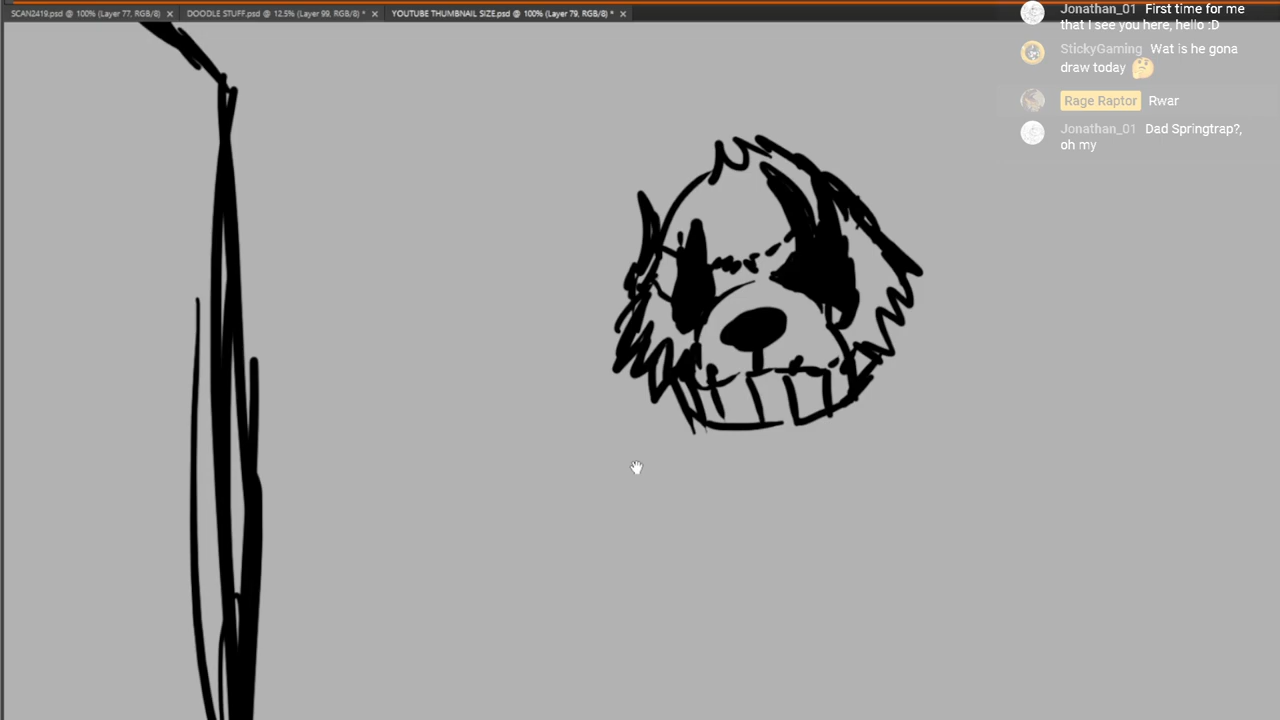 SCAN2419.psd @ 100% (Layer 77, RGB/8)
DOODLE STUFF.psd @ 12.5% (Layer 99, RGB/8) *
YOUTUBE THUMBNAIL SIZE.psd @ 100% (Layer 79, RGB/8) *
Jonathan_01 First time for me
that I see you here, hello :D
StickyGaming Wat is he gona
draw today
Rage Raptor Rwar
Jonathan_01 Dad Springtrap?,
oh my